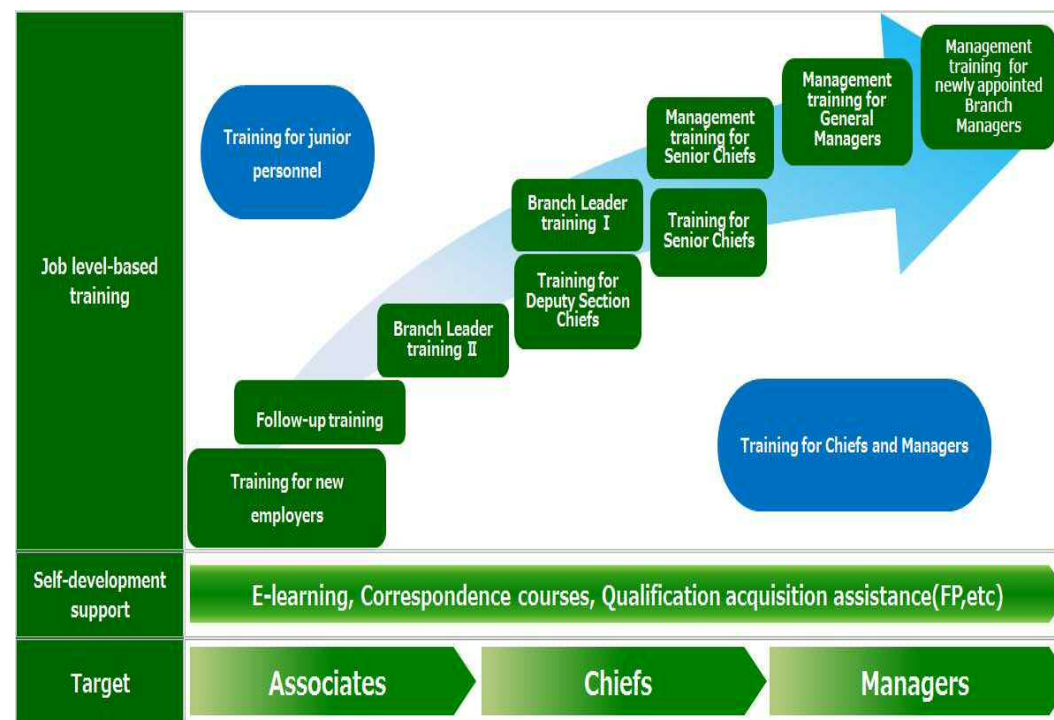 Job level-based
training
Training for junior
personnel
Training for new
employers
Follow-up training
Branch Leader
training Ⅱ
Branch Leader
training Ⅰ
Training for
Deputy Section
Chiefs
Management
training for
Senior Chiefs
Training for
Senior Chiefs
Management
training for
General
Managers
Management
training for
newly appointed
Branch
Managers
Training for Chiefs and Managers
Self-development
support
E-learning, Correspondence courses, Qualification acquisition assistance(FP,etc)
Target
Associates
Chiefs
Managers